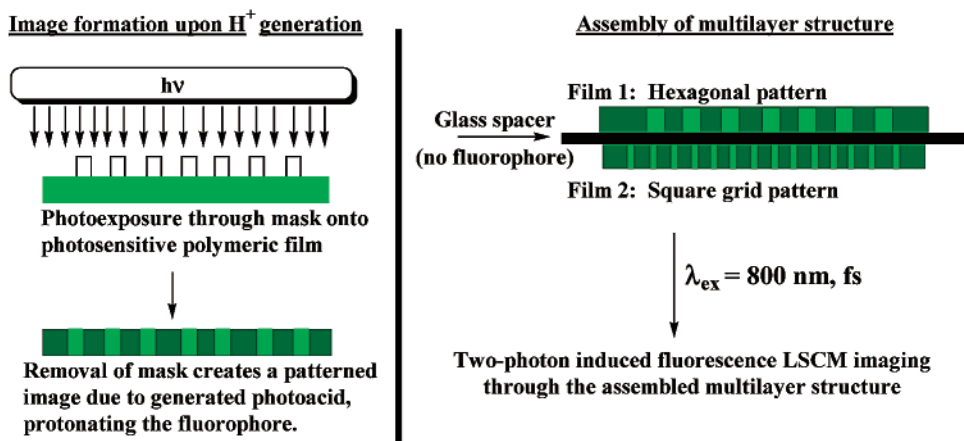 Image formation upon H⁺ generation
hν
Photoexposure through mask onto
photosensitive polymeric film
Removal of mask creates a patterned
image due to generated photoacid,
protonating the fluorophore.
Assembly of multilayer structure
Film 1: Hexagonal pattern
Glass spacer
(no fluorophore)
Film 2: Square grid pattern
λex = 800 nm, fs
Two-photon induced fluorescence LSCM imaging
through the assembled multilayer structure